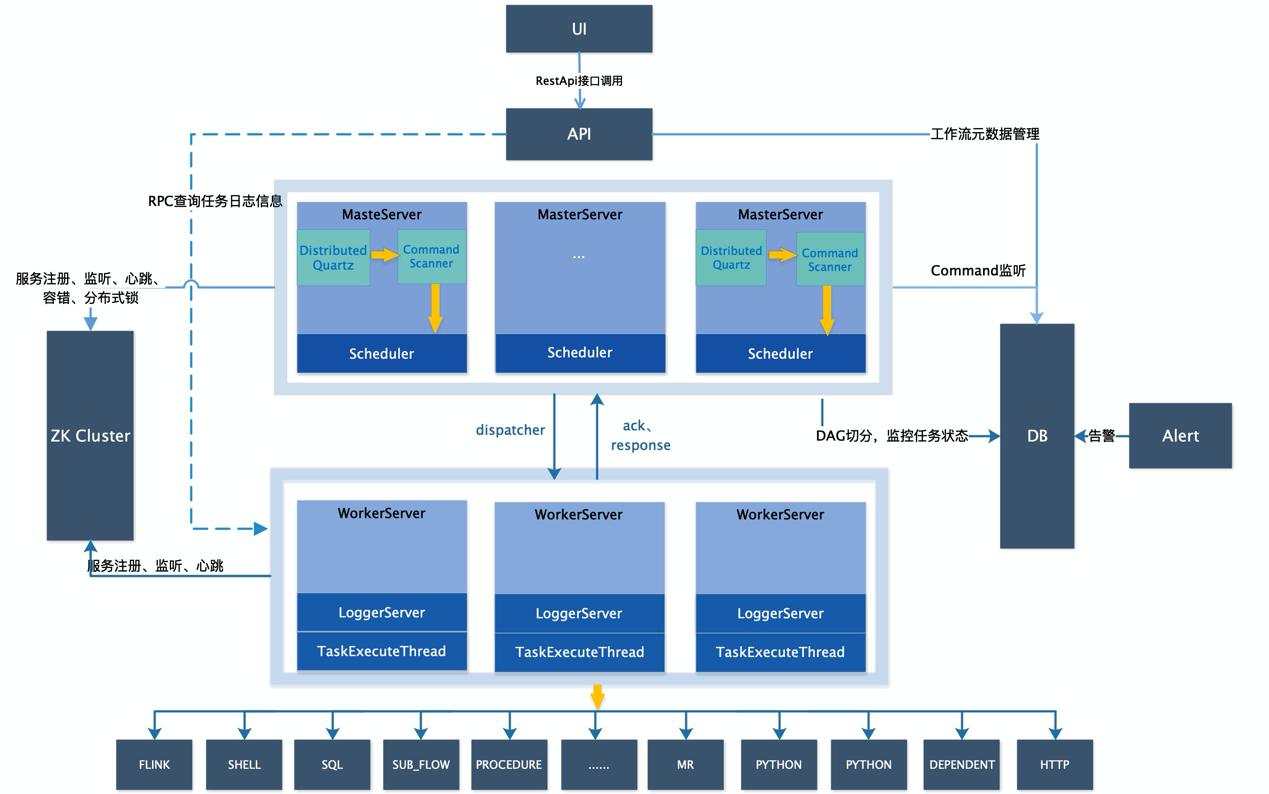 UI
RestApi接口调用
API
工作流元数据管理
RPC查询任务日志信息
MasteServer
Distributed
Quartz
Command
Scanner
Scheduler
MasterServer
...
Scheduler
MasterServer
Distributed
Quartz
Command
Scanner
Scheduler
Command监听
服务注册、监听、心跳、
容错、分布式锁
ZK Cluster
dispatcher
ack、
response
DAG切分，监控任务状态
DB
告警
Alert
服务注册、监听、心跳
WorkerServer
LoggerServer
TaskExecuteThread
WorkerServer
LoggerServer
TaskExecuteThread
WorkerServer
LoggerServer
TaskExecuteThread
FLINK
SHELL
SQL
SUB_FLOW
PROCEDURE
......
MR
PYTHON
PYTHON
DEPENDENT
HTTP